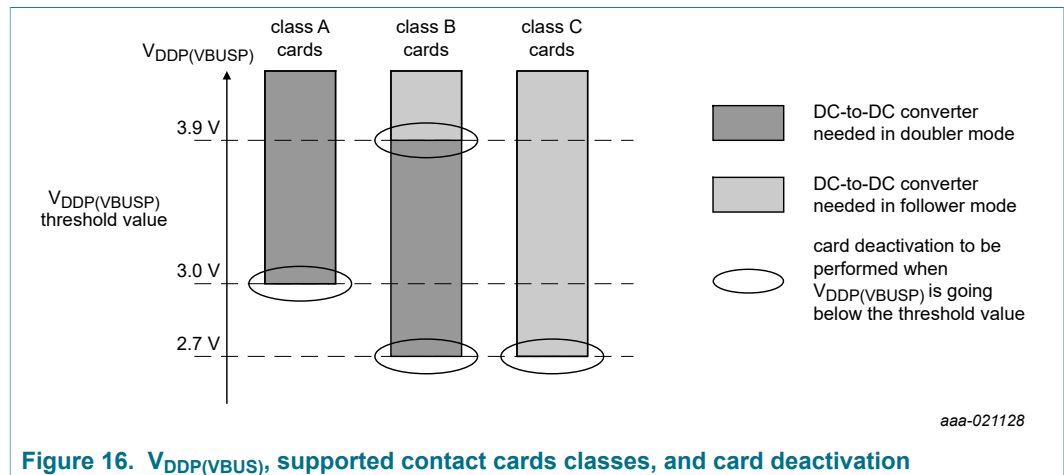 class A
cards
class B
cards
class C
cards
VDDP(VBUSP)
3.9 V
VDDP(VBUSP)
threshold value
3.0 V
2.7 V
DC-to-DC converter
needed in doubler mode
DC-to-DC converter
needed in follower mode
card deactivation to be
performed when
VDDP(VBUSP) is going
below the threshold value
aaa-021128
Figure 16. VDDP(VBUS), supported contact cards classes, and card deactivation